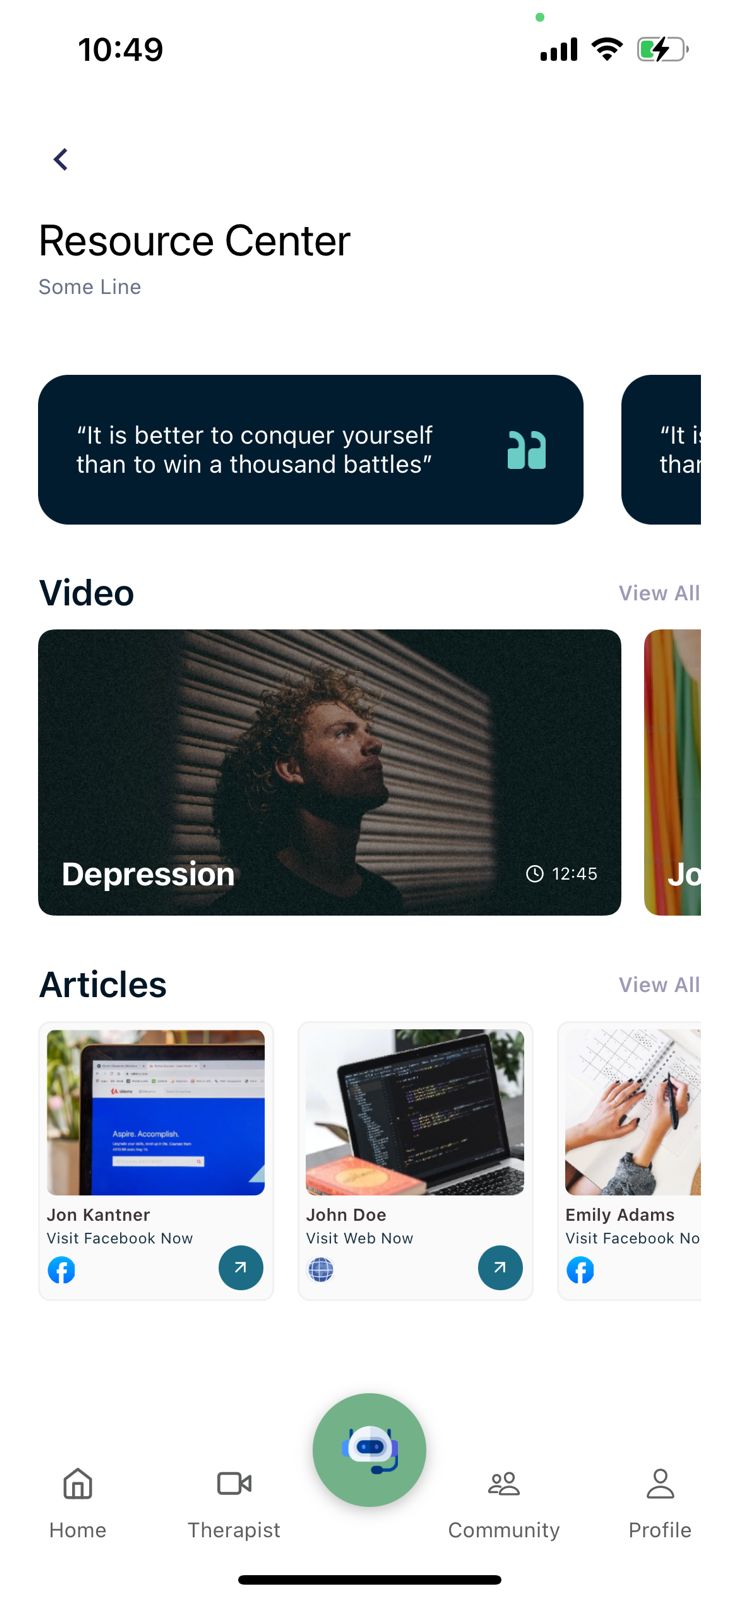 10:49
Resource Center
Some Line
“It is better to conquer yourself
than to win a thousand battles”
“It is
than
Video
View All
Depression
12:45
Jo
Articles
View All
Aspire. Accomplish.
Jon Kantner
Visit Facebook Now
John Doe
Visit Web Now
Emily Adams
Visit Facebook No
Home
Therapist
Community
Profile